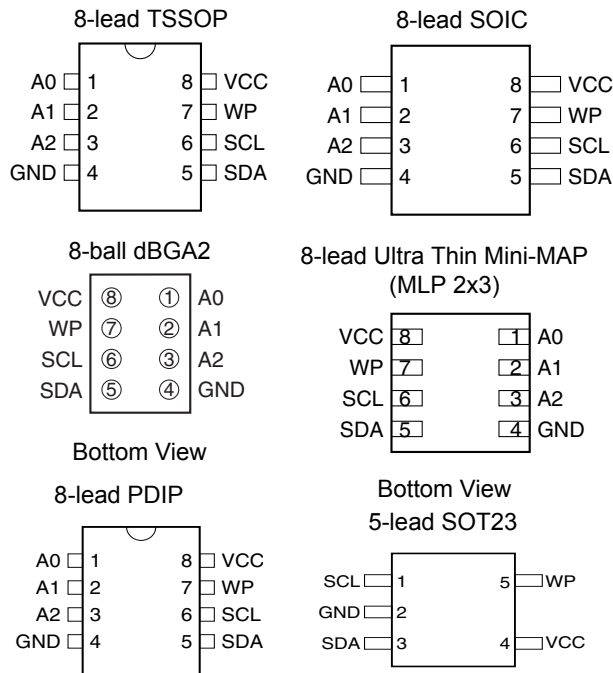 8-lead TSSOP
A0 1 8 VCC
A1 2 7 WP
A2 3 6 SCL
GND 4 5 SDA
8-lead SOIC
A0 1 8 VCC
A1 2 7 WP
A2 3 6 SCL
GND 4 5 SDA
8-ball dBGA2
VCC 8 1 A0
WP 7 2 A1
SCL 6 3 A2
SDA 5 4 GND
Bottom View
8-lead Ultra Thin Mini-MAP
(MLP 2x3)
VCC 8 1 A0
WP 7 2 A1
SCL 6 3 A2
SDA 5 4 GND
Bottom View
8-lead PDIP
A0 1 8 VCC
A1 2 7 WP
A2 3 6 SCL
GND 4 5 SDA
5-lead SOT23
SCL 1 5 WP
GND 2
SDA 3 4 VCC